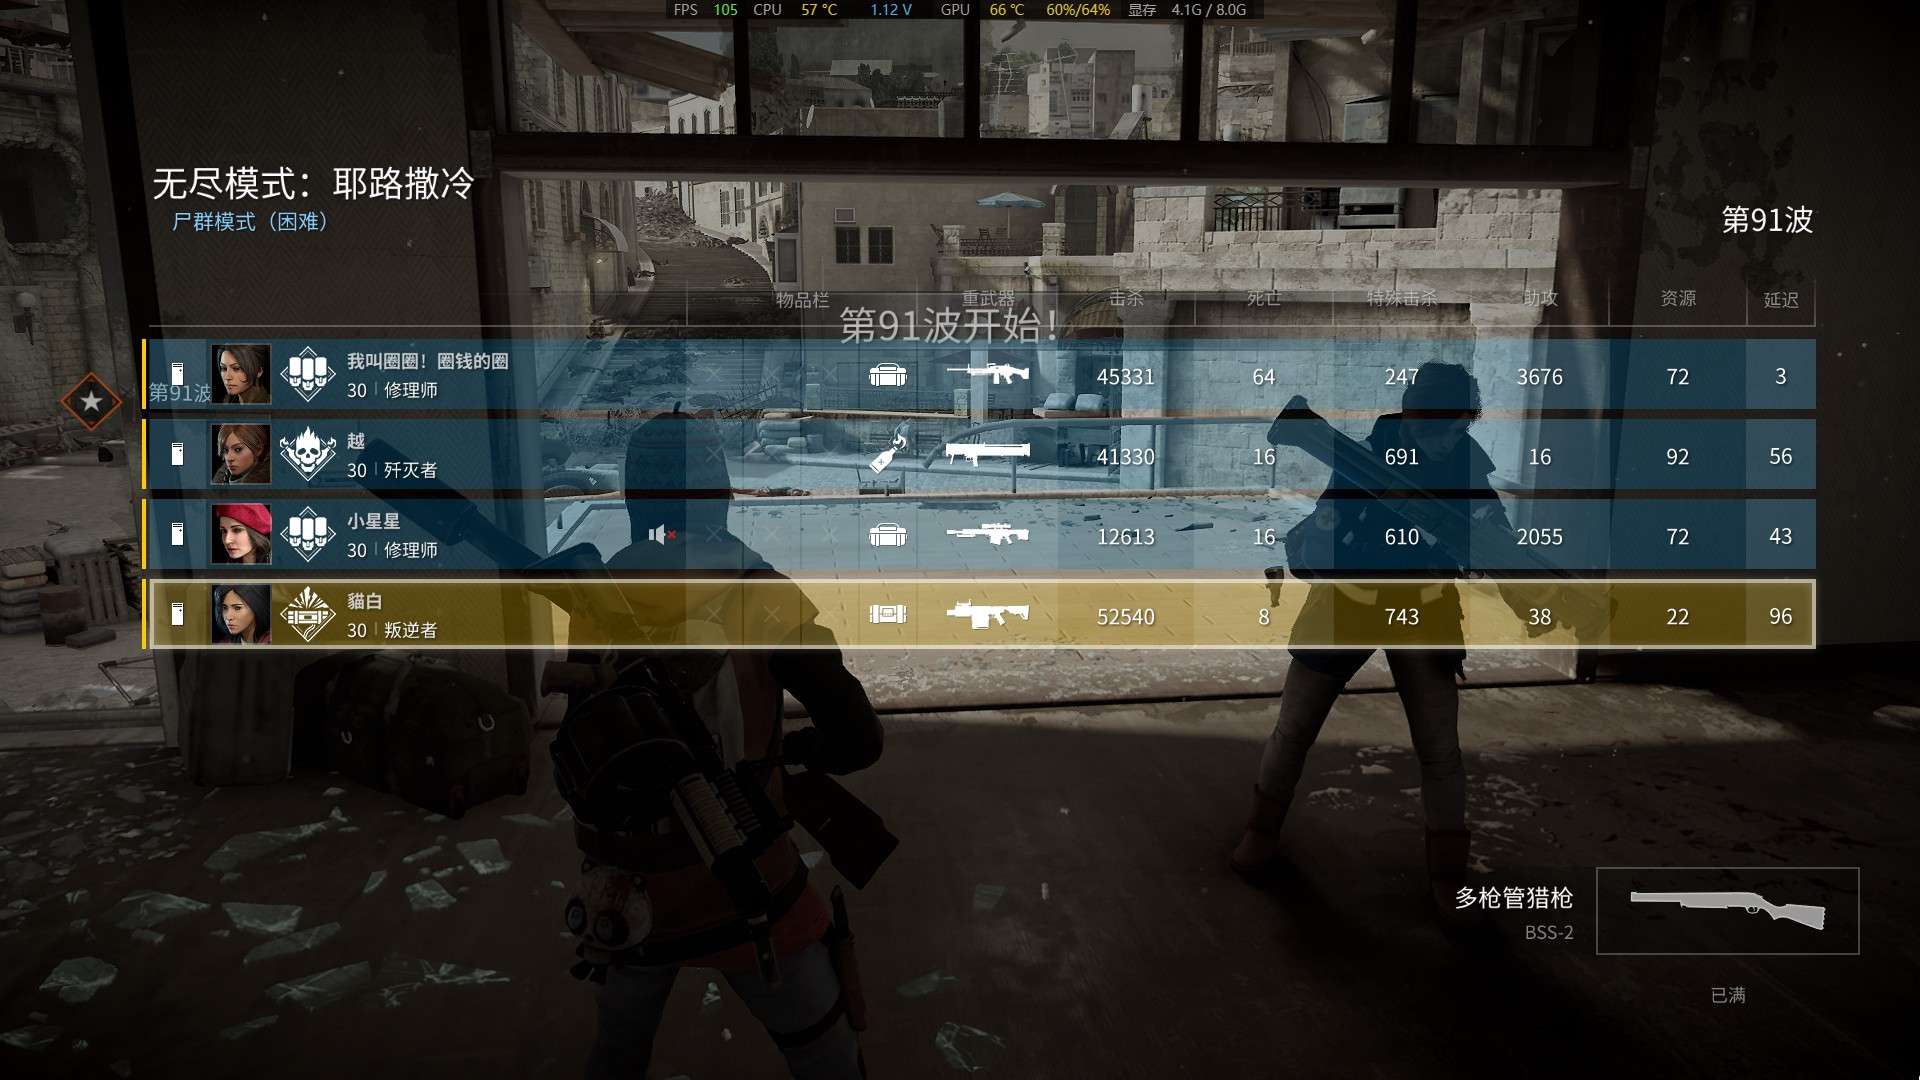 FPS 105 CPU 57 °C 1.12 V GPU 66 °C 60%/64% 显存 4.1G / 8.0G
无尽模式：耶路撒冷
尸群模式（困难）
第91波
物品栏 重武器 击杀 死亡 特殊击杀 助攻 资源 延迟
第91波开始！
我叫圈圈！圈钱的圈
第91波
30 修理师 45331 64 247 3676 72 3
越
30 歼灭者 41330 16 691 16 92 56
小星星
30 修理师 12613 16 610 2055 72 43
貓白
30 叛逆者 52540 8 743 38 22 96
多枪管猎枪
BSS-2
已满